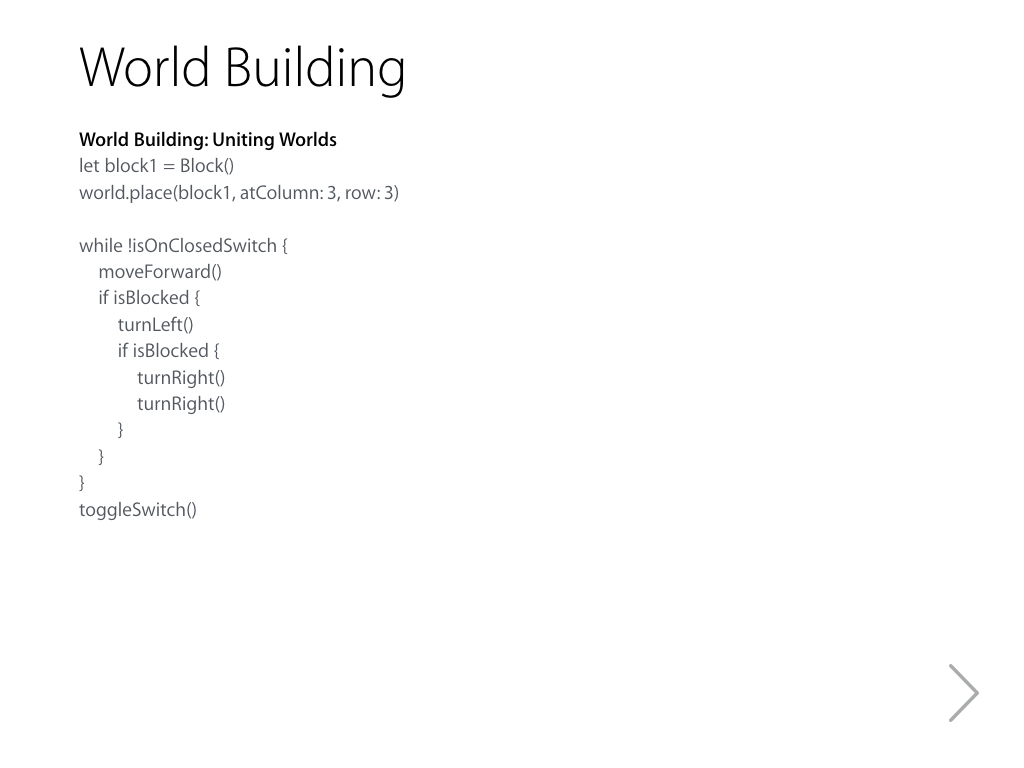 World Building
World Building: Uniting Worlds
let block1 = Block()
world.place(block1, atColumn: 3, row: 3)

while !isOnClosedSwitch {
    moveForward()
    if isBlocked {
        turnLeft()
        if isBlocked {
            turnRight()
            turnRight()
        }
    }
}
toggleSwitch()